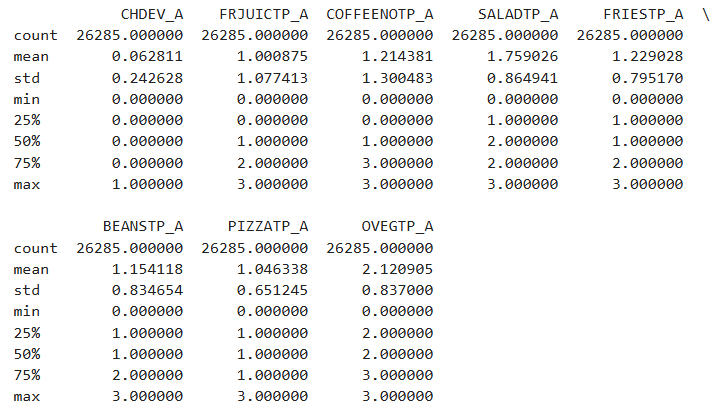 CHDEV_A FRJUICTP_A COFFEENOTP_A SALADTP_A FRIESTP_A \
count 26285.000000 26285.000000 26285.000000 26285.000000 26285.000000
mean 0.062811 1.000875 1.214381 1.759026 1.229028
std 0.242628 1.077413 1.300483 0.864941 0.795170
min 0.000000 0.000000 0.000000 0.000000 0.000000
25% 0.000000 0.000000 0.000000 1.000000 1.000000
50% 0.000000 1.000000 1.000000 2.000000 1.000000
75% 0.000000 2.000000 3.000000 2.000000 2.000000
max 1.000000 3.000000 3.000000 3.000000 3.000000
BEANSTP_A PIZZATP_A OVEGTP_A
count 26285.000000 26285.000000 26285.000000
mean 1.154118 1.046338 2.120905
std 0.834654 0.651245 0.837000
min 0.000000 0.000000 0.000000
25% 1.000000 1.000000 2.000000
50% 1.000000 1.000000 2.000000
75% 2.000000 1.000000 3.000000
max 3.000000 3.000000 3.000000